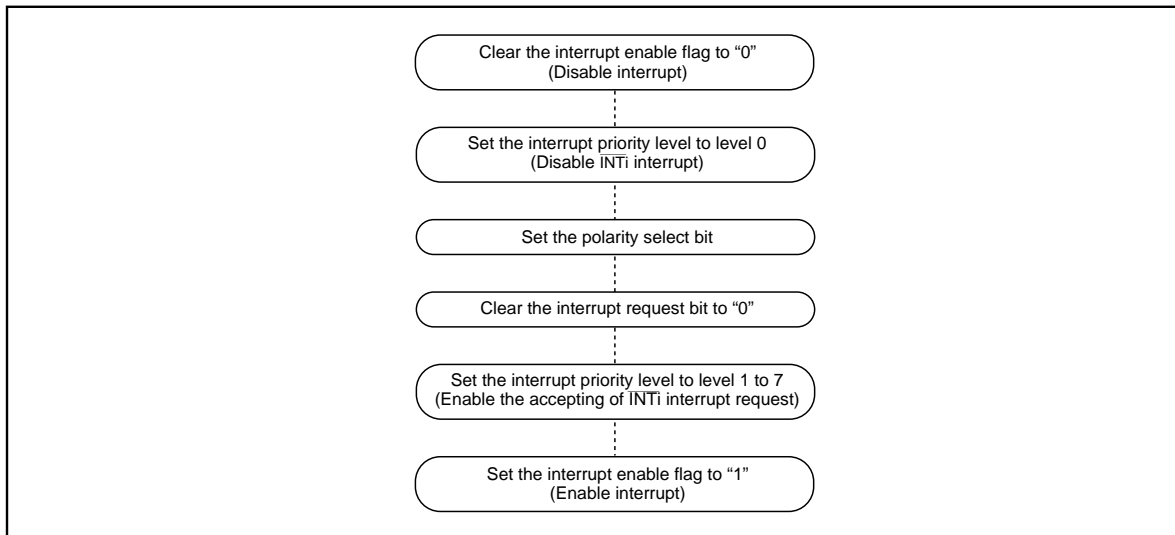 Clear the interrupt enable flag to “0”
(Disable interrupt)
Set the interrupt priority level to level 0
(Disable INTi interrupt)
Set the polarity select bit
Clear the interrupt request bit to “0”
Set the interrupt priority level to level 1 to 7
(Enable the accepting of INTi interrupt request)
Set the interrupt enable flag to “1”
(Enable interrupt)